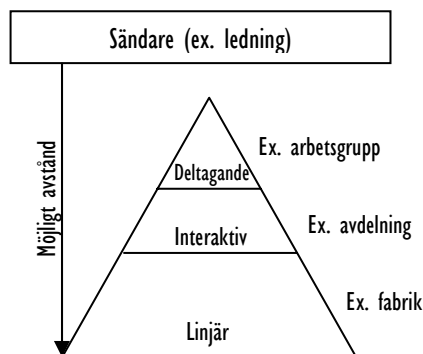 Sändare (ex. ledning)
Möjligt avstånd
Ex. arbetsgrupp
Deltagande
Ex. avdelning
Interaktiv
Ex. fabrik
Linjär